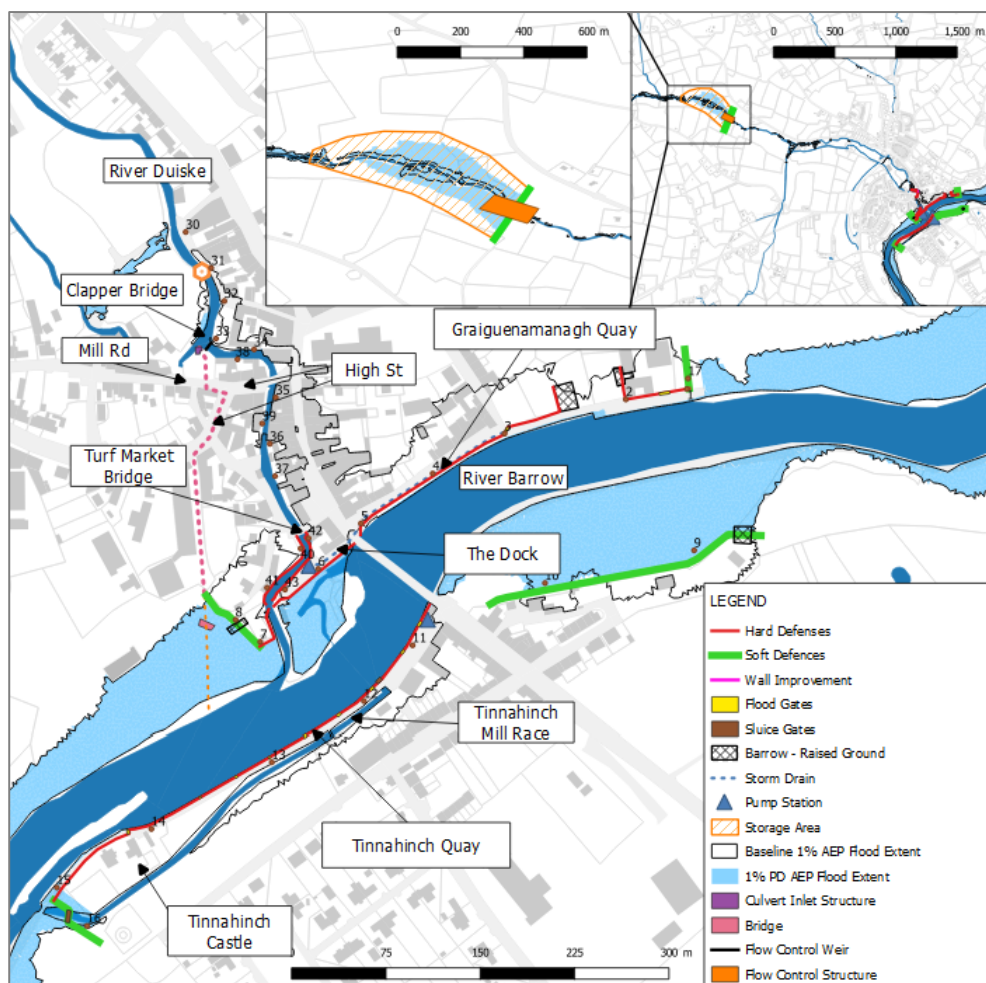 0 200 400 600 m
0 500 1,000 1,500 m
River Duiske
30
31
Clapper Bridge
32
33
Mill Rd
38
High St
Graiguenamanagh Quay
17
2
1
35
39
3
36
Turf Market
Bridge
37
4
River Barrow
5
42
40
6
The Dock
9
10
41
43
8
7
11
12
Tinnahinch
Mill Race
13
14
Tinnahinch Quay
15
16
Tinnahinch
Castle
0 75 150 225 300 m
LEGEND
Hard Defenses
Soft Defences
Wall Improvement
Flood Gates
Sluice Gates
Barrow - Raised Ground
Storm Drain
Pump Station
Storage Area
Baseline 1% AEP Flood Extent
1% PD AEP Flood Extent
Culvert Inlet Structure
Bridge
Flow Control Weir
Flow Control Structure